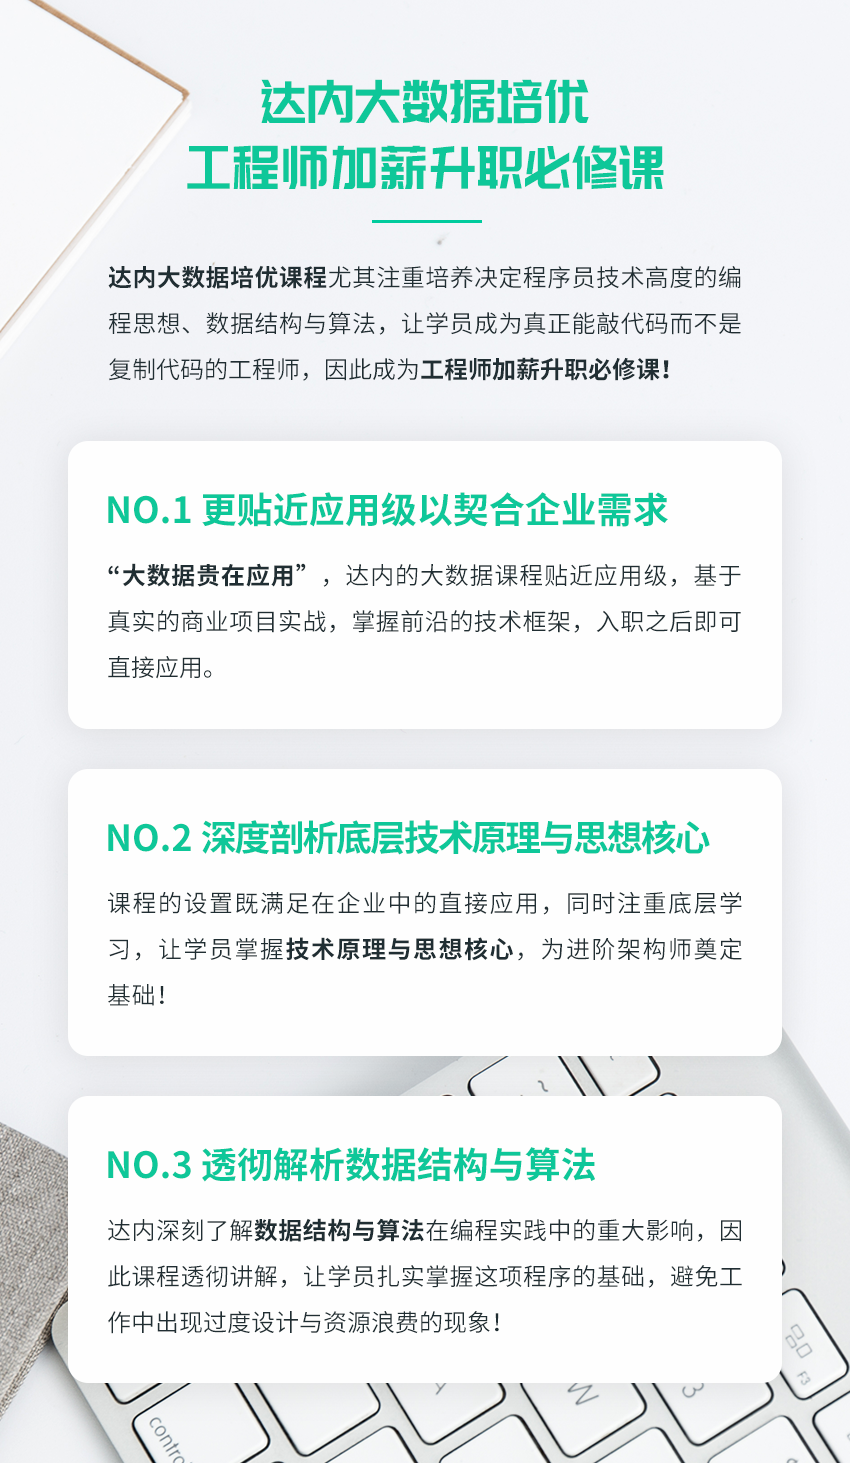 达内大数据培优
工程师加薪升职必修课
达内大数据培优课程尤其注重培养决定程序员技术高度的编
程思想、数据结构与算法，让学员成为真正能敲代码而不是
复制代码的工程师，因此成为工程师加薪升职必修课！
NO.1 更贴近应用级以契合企业需求
“大数据贵在应用”，达内的大数据课程贴近应用级，基于
真实的商业项目实战，掌握前沿的技术框架，入职之后即可
直接应用。
NO.2 深度剖析底层技术原理与思想核心
课程的设置既满足在企业中的直接应用，同时注重底层学
习，让学员掌握技术原理与思想核心，为进阶架构师奠定
基础！
NO.3 透彻解析数据结构与算法
达内深刻了解数据结构与算法在编程实践中的重大影响，因
此课程透彻讲解，让学员扎实掌握这项程序的基础，避免工
作中出现过度设计与资源浪费的现象！
F3
A
W
3
contro